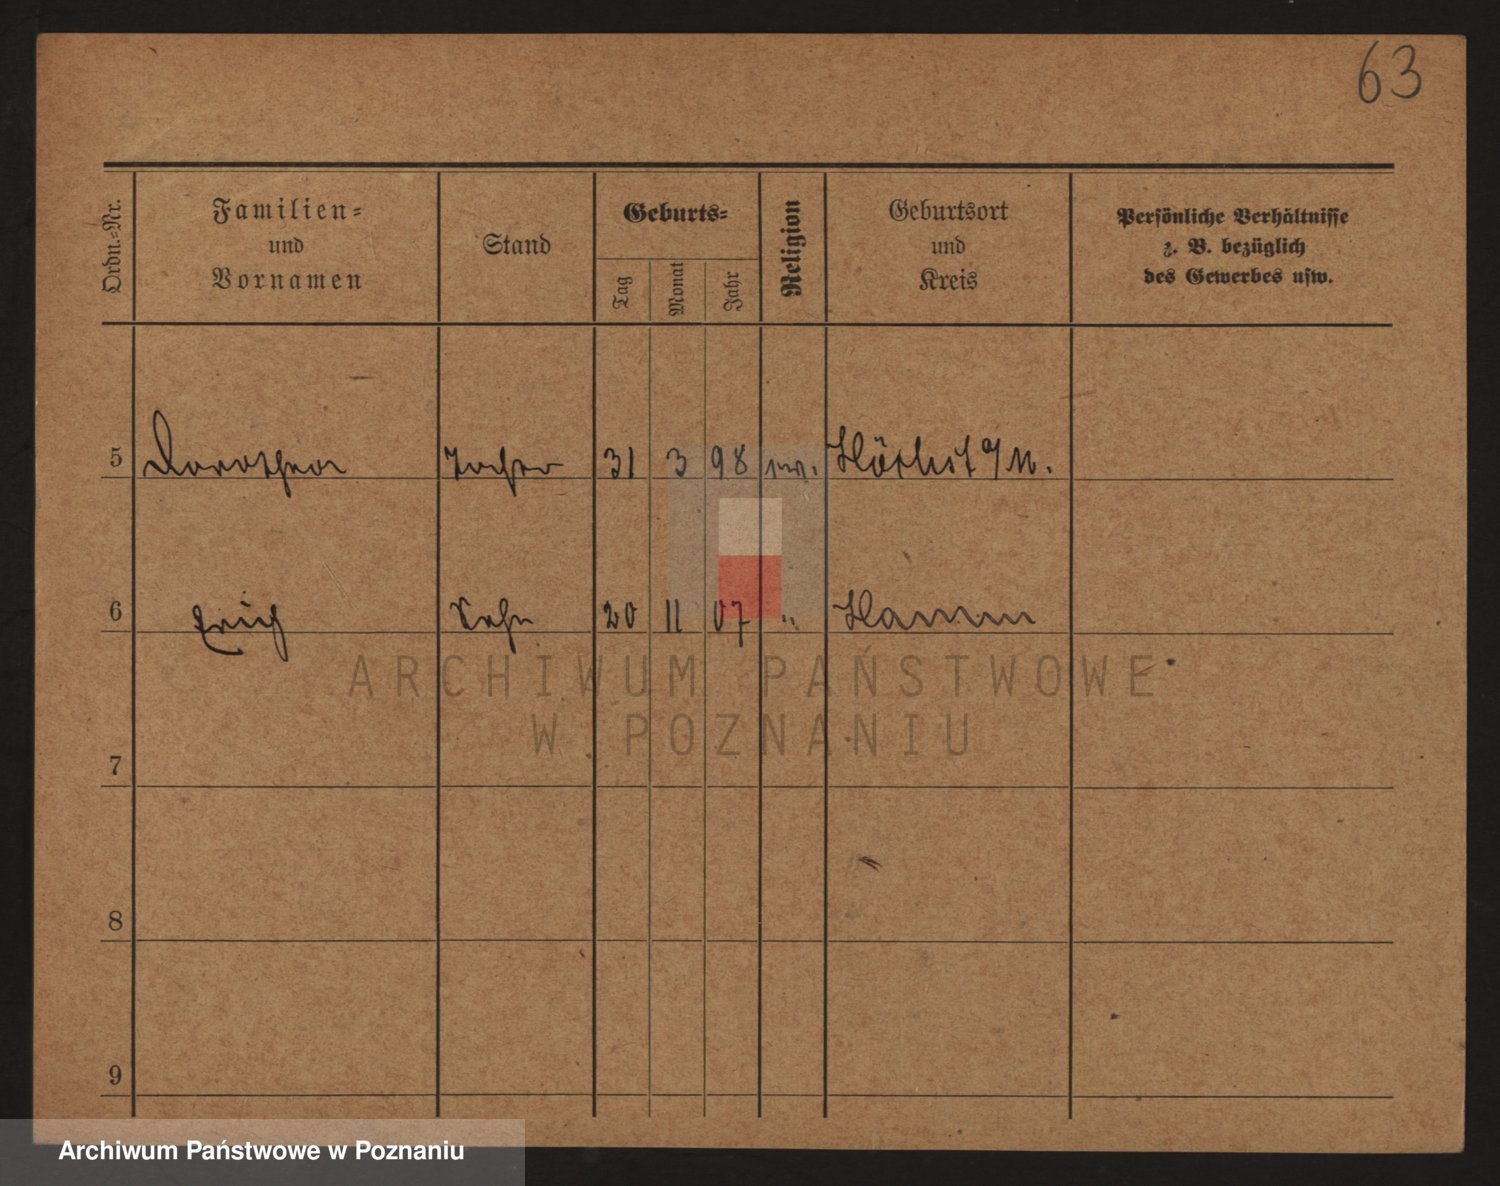 63
Ordn.-Nr. Familien- und Vornamen Stand Geburts- Tag Monat Jahr Religion Geburtsort und Kreis Persönliche Verhältnisse z. B. bezüglich des Gewerbes usw.
5 Dorothea Tochter 31 3 98 ev. Höchst a/M.
6 Erich Sohn 20 11 07 " Hamm
ARCHIWUM PAŃSTWOWE
W POZNANIU
7
8
9
Archiwum Państwowe w Poznaniu